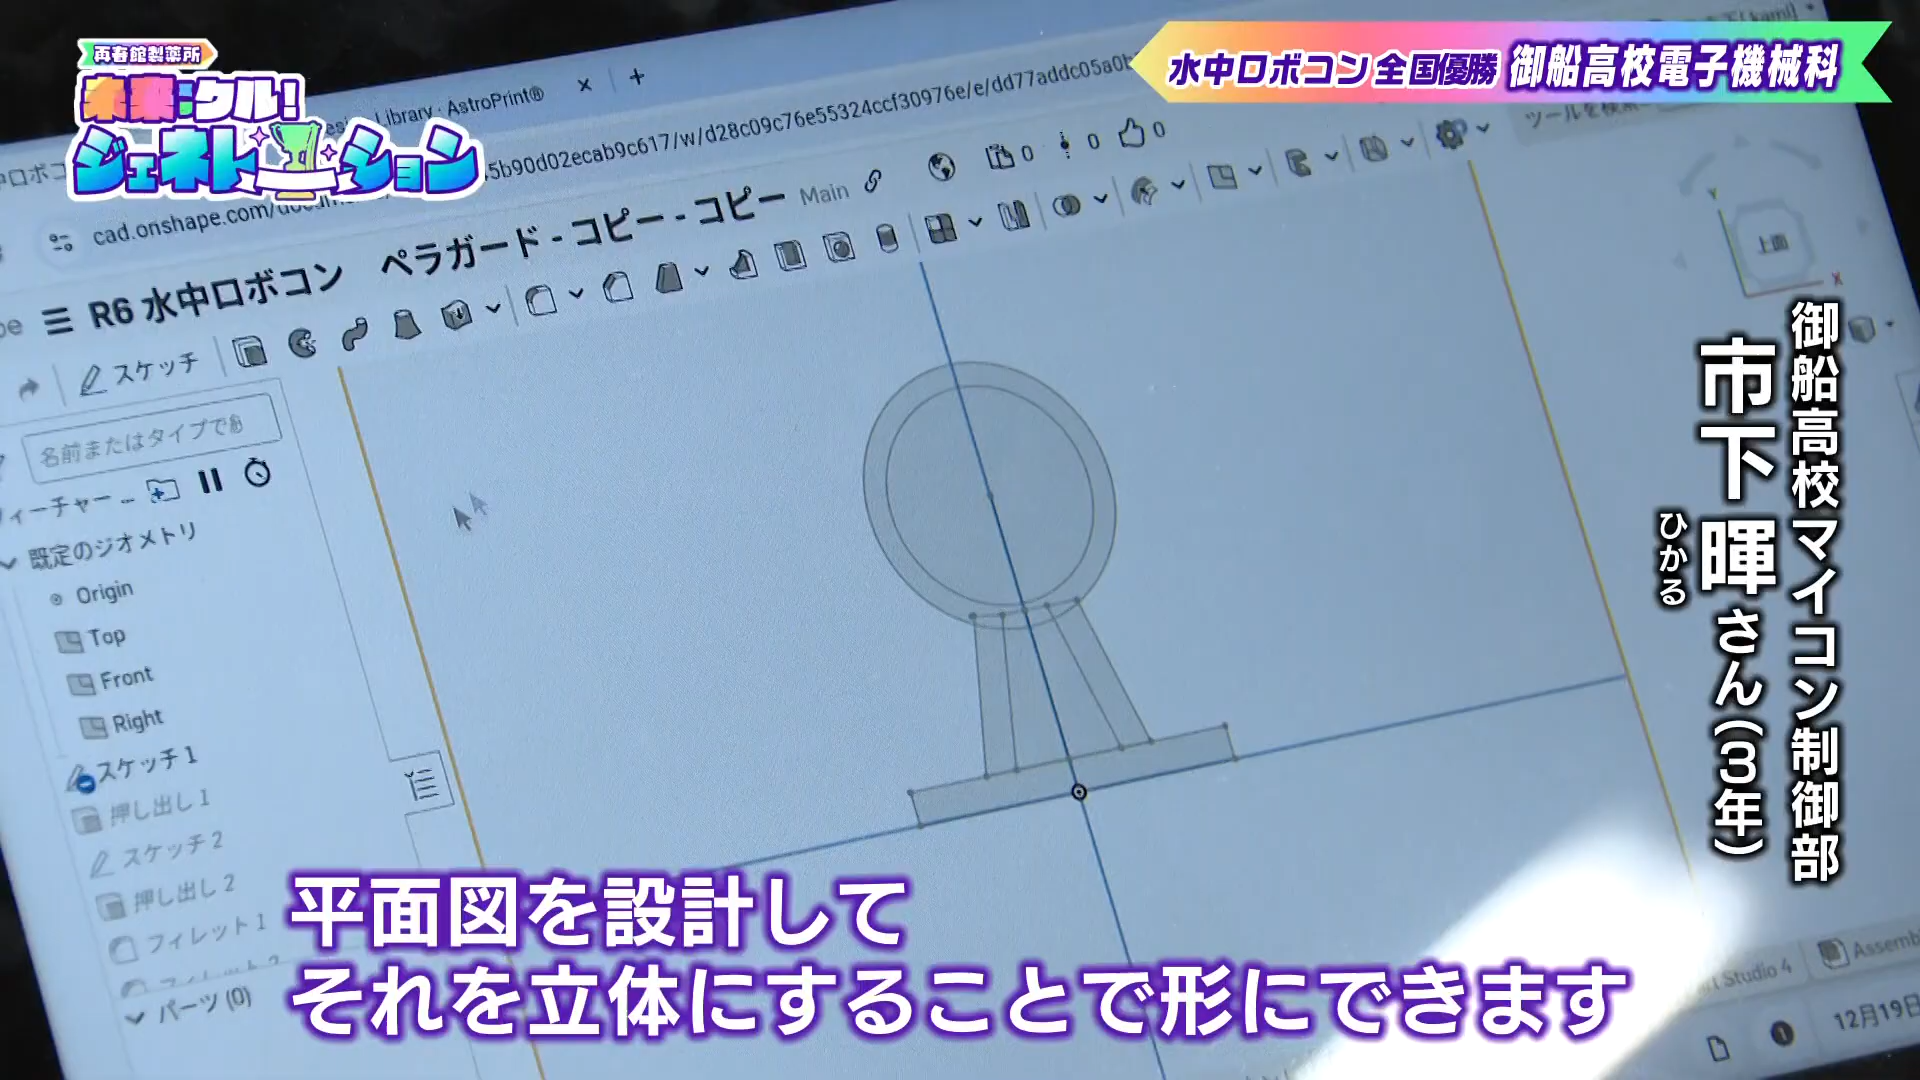 再春館製薬所
未来:クル!
ジェネレーション
水中ロボコン 全国優勝 御船高校電子機械科
Library · AstroPrint®
cad.onshape.com/
5b90d02ecab9c617/w/d28c09c76e55324ccf30976e/e/dd77addc05a0b
R6 水中ロボコン ペラガード - コピー - コピー Main
0 0 0
スケッチ
名前またはタイプで
ィーチャー ..
既定のジオメトリ
Origin
Top
Front
Right
スケッチ 1
押し出し 1
スケッチ 2
押し出し 2
フィレット 1
パーツ (0)
上面
Y
X
御船高校マイコン制御部
市下 暉さん(3年)
ひかる
平面図を設計して
それを立体にすることで形にできます
Studio 4
Assemb
12月19日